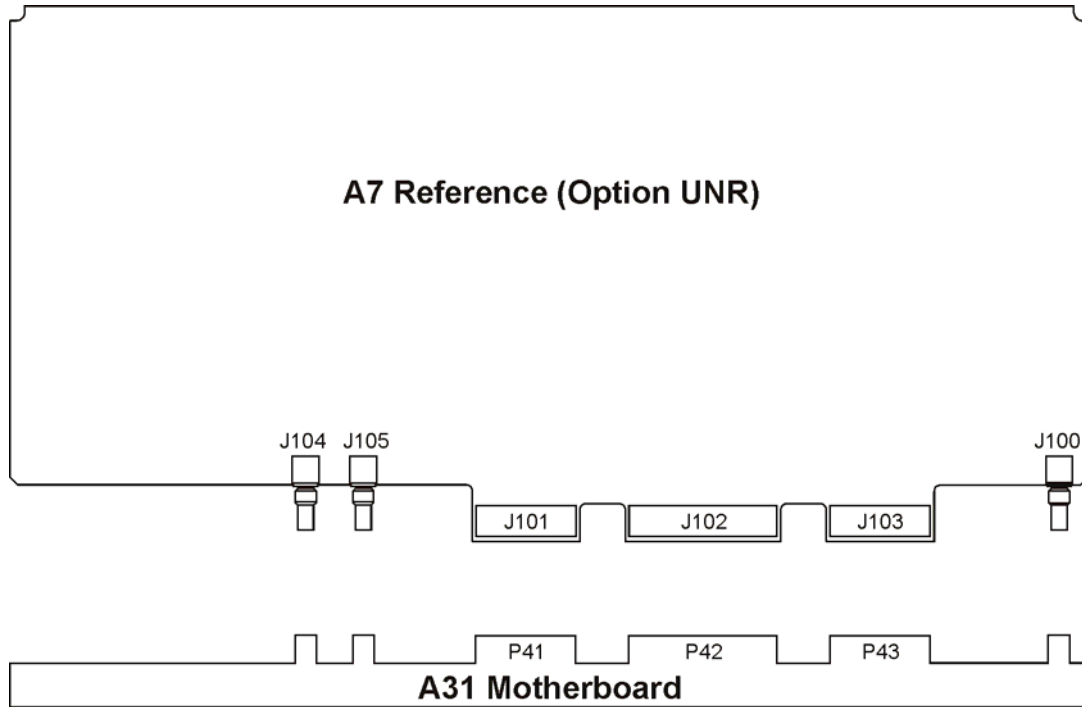 A7 Reference (Option UNR)
J104 J105 J100
J101 J102 J103
P41 P42 P43
A31 Motherboard